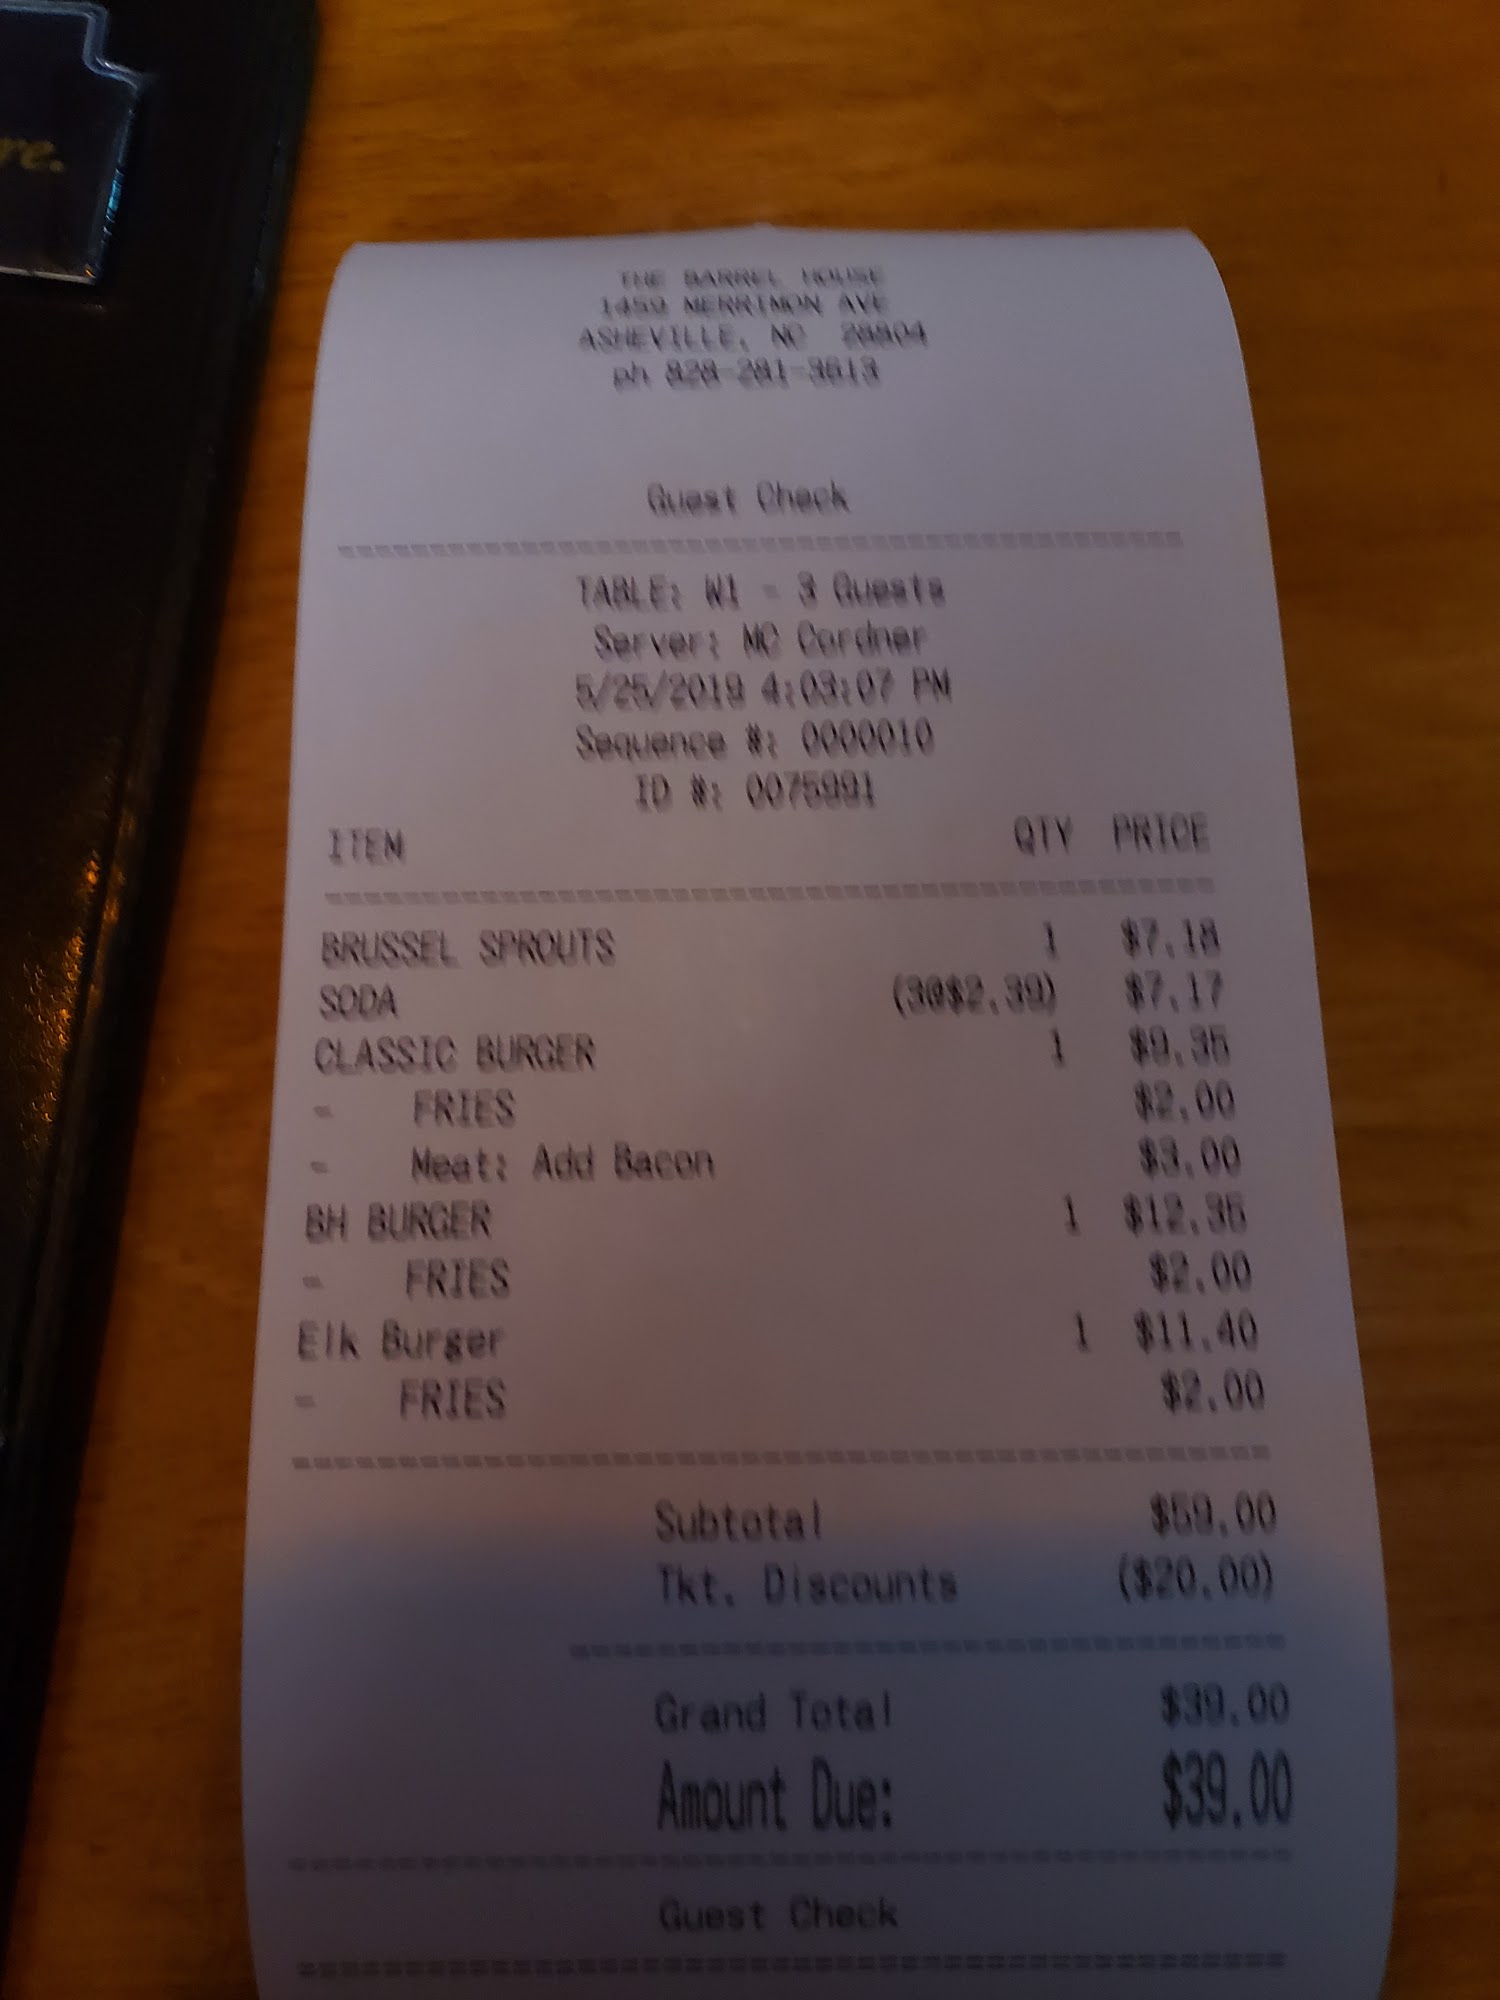 re.
THE BARREL HOUSE
1459 MERRIMON AVE
ASHEVILLE, NC 28804
ph 828-281-3613
Guest Check
TABLE: W1 - 3 Guests
Server: MC Cordner
5/25/2019 4:03:07 PM
Sequence #: 0000010
ID #: 0075991
ITEM QTY PRICE
BRUSSEL SPROUTS 1 $7.18
SODA (3@$2.39) $7.17
CLASSIC BURGER 1 $9.35
- FRIES $2.00
- Meat: Add Bacon $3.00
BH BURGER 1 $12.35
- FRIES $2.00
Elk Burger 1 $11.40
- FRIES $2.00
Subtotal $59.00
Tkt. Discounts ($20.00)
Grand Total $39.00
Amount Due: $39.00
Guest Check